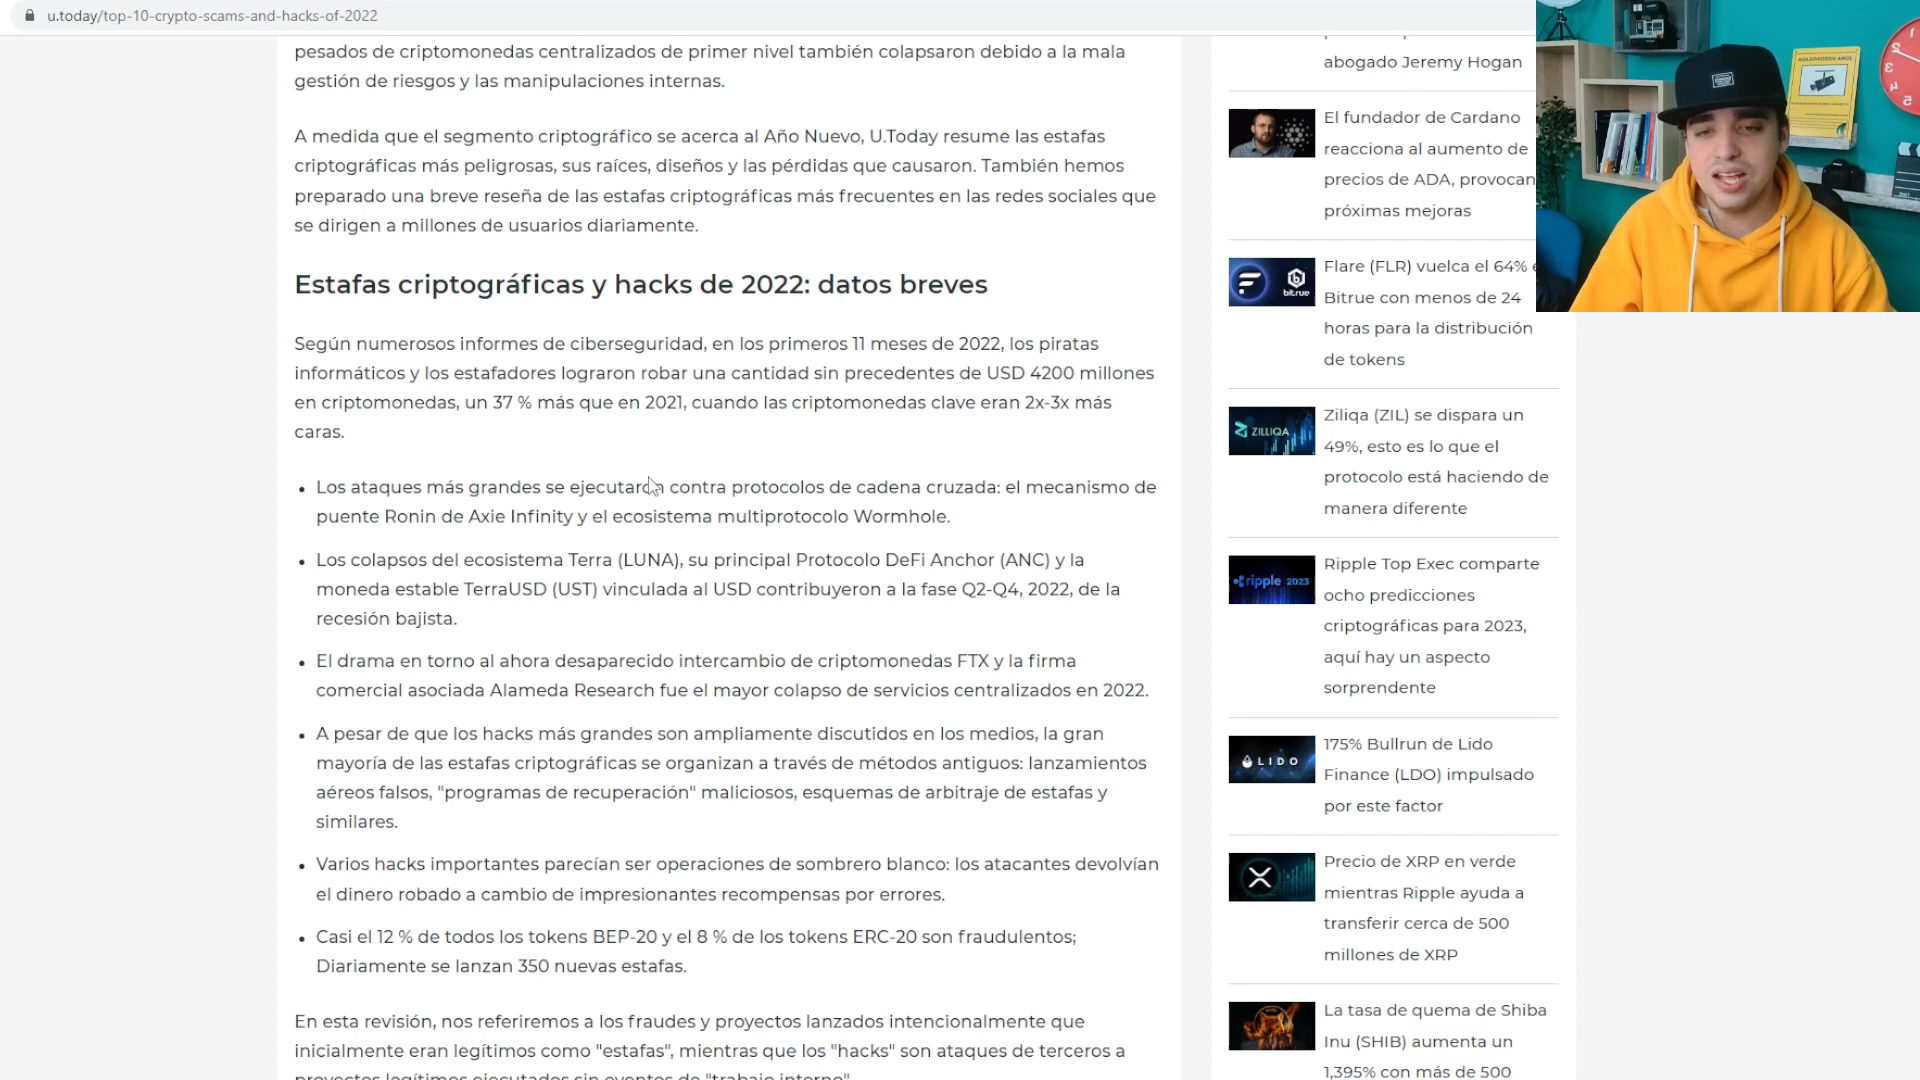 u.today/top-10-crypto-scams-and-hacks-of-2022
pesados de criptomonedas centralizados de primer nivel también colapsaron debido a la mala
gestión de riesgos y las manipulaciones internas.
A medida que el segmento criptográfico se acerca al Año Nuevo, U.Today resume las estafas
criptográficas más peligrosas, sus raíces, diseños y las pérdidas que causaron. También hemos
preparado una breve reseña de las estafas criptográficas más frecuentes en las redes sociales que
se dirigen a millones de usuarios diariamente.
Estafas criptográficas y hacks de 2022: datos breves
Según numerosos informes de ciberseguridad, en los primeros 11 meses de 2022, los piratas
informáticos y los estafadores lograron robar una cantidad sin precedentes de USD 4200 millones
en criptomonedas, un 37 % más que en 2021, cuando las criptomonedas clave eran 2x-3x más
caras.
• Los ataques más grandes se ejecutaron contra protocolos de cadena cruzada: el mecanismo de
puente Ronin de Axie Infinity y el ecosistema multiprotocolo Wormhole.
• Los colapsos del ecosistema Terra (LUNA), su principal Protocolo DeFi Anchor (ANC) y la
moneda estable TerraUSD (UST) vinculada al USD contribuyeron a la fase Q2-Q4, 2022, de la
recesión bajista.
• El drama en torno al ahora desaparecido intercambio de criptomonedas FTX y la firma
comercial asociada Alameda Research fue el mayor colapso de servicios centralizados en 2022.
• A pesar de que los hacks más grandes son ampliamente discutidos en los medios, la gran
mayoría de las estafas criptográficas se organizan a través de métodos antiguos: lanzamientos
aéreos falsos, "programas de recuperación" maliciosos, esquemas de arbitraje de estafas y
similares.
• Varios hacks importantes parecían ser operaciones de sombrero blanco: los atacantes devolvían
el dinero robado a cambio de impresionantes recompensas por errores.
• Casi el 12 % de todos los tokens BEP-20 y el 8 % de los tokens ERC-20 son fraudulentos;
Diariamente se lanzan 350 nuevas estafas.
En esta revisión, nos referiremos a los fraudes y proyectos lanzados intencionalmente que
inicialmente eran legítimos como "estafas", mientras que los "hacks" son ataques de terceros a
proyectos legítimos ejecutados sin eventos de "trabajo interno".
abogado Jeremy Hogan
El fundador de Cardano
reacciona al aumento de
precios de ADA, provocan
próximas mejoras
bitrue
Flare (FLR) vuelca el 64%
Bitrue con menos de 24
horas para la distribución
de tokens
ZILLIQA
Ziliqa (ZIL) se dispara un
49%, esto es lo que el
protocolo está haciendo de
manera diferente
ripple 2023
Ripple Top Exec comparte
ocho predicciones
criptográficas para 2023,
aquí hay un aspecto
sorprendente
LIDO
175% Bullrun de Lido
Finance (LDO) impulsado
por este factor
Precio de XRP en verde
mientras Ripple ayuda a
transferir cerca de 500
millones de XRP
La tasa de quema de Shiba
Inu (SHIB) aumenta un
1,395% con más de 500